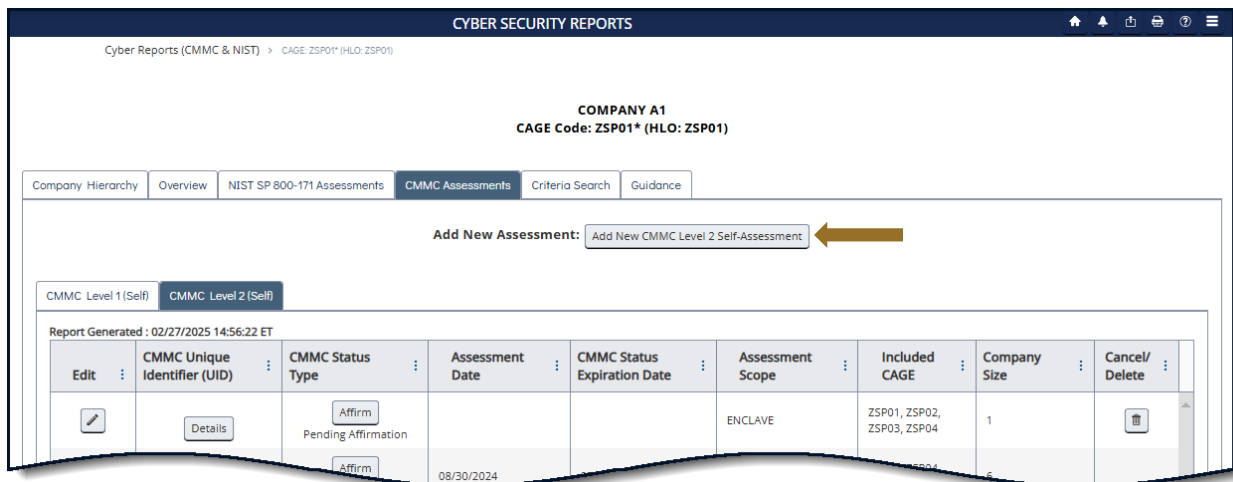 CYBER SECURITY REPORTS
Cyber Reports (CMMC & NIST) > CAGE: ZSP01* (HLO: ZSP01)
COMPANY A1
CAGE Code: ZSP01* (HLO: ZSP01)
Company Hierarchy Overview NIST SP 800-171 Assessments CMMC Assessments Criteria Search Guidance
Add New Assessment: Add New CMMC Level 2 Self-Assessment
CMMC Level 1 (Self) CMMC Level 2 (Self)
Report Generated : 02/27/2025 14:56:22 ET
Edit
CMMC Unique
Identifier (UID)
CMMC Status
Type
Assessment
Date
CMMC Status
Expiration Date
Assessment
Scope
Included
CAGE
Company
Size
Cancel/
Delete
Details
Affirm
Pending Affirmation
ENCLAVE
ZSP01, ZSP02,
ZSP03, ZSP04
1
Affirm
08/30/2024
6